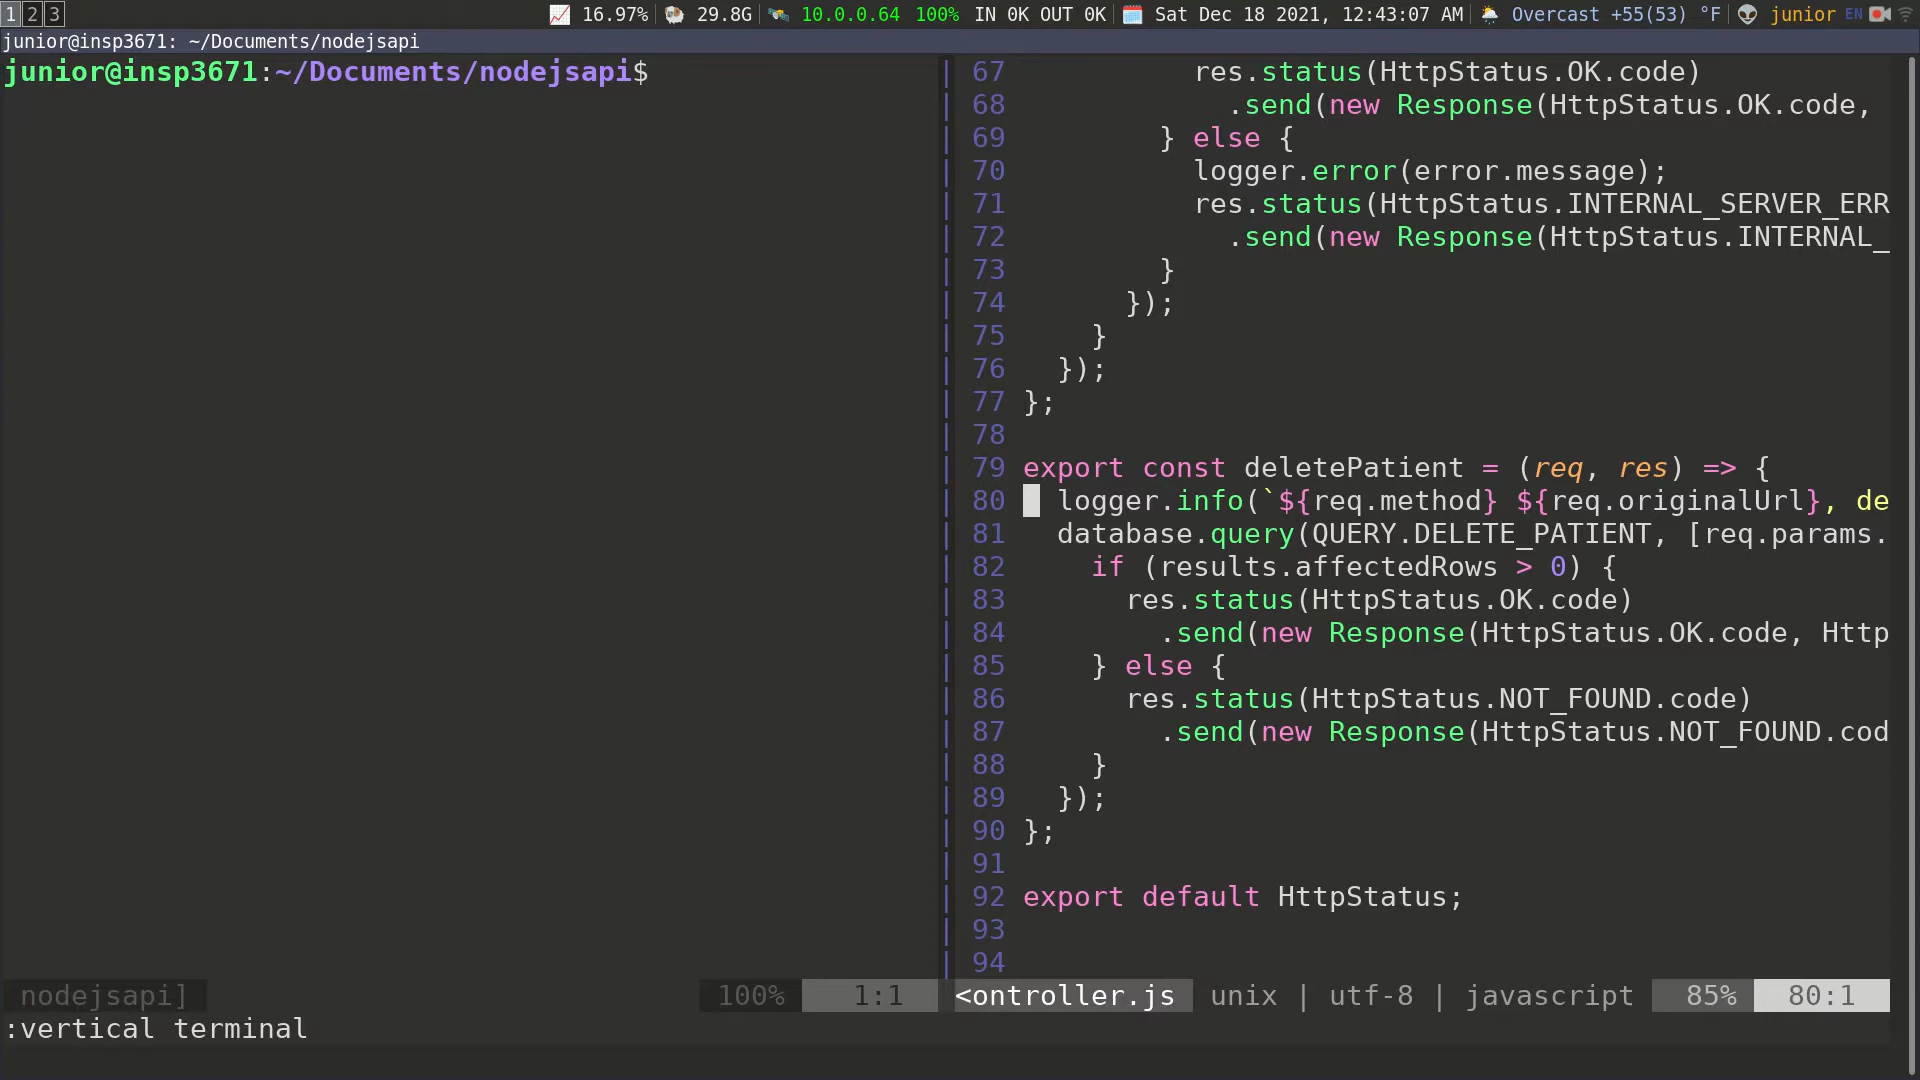 1 2 3 16.97% 29.8G 10.0.0.64 100% IN 0K OUT 0K Sat Dec 18 2021, 12:43:07 AM Overcast +55(53) °F junior EN
junior@insp3671: ~/Documents/nodejsapi
junior@insp3671:~/Documents/nodejsapi$
67 res.status(HttpStatus.OK.code)
68 .send(new Response(HttpStatus.OK.code,
69 } else {
70 logger.error(error.message);
71 res.status(HttpStatus.INTERNAL_SERVER_ERR
72 .send(new Response(HttpStatus.INTERNAL_
73 }
74 });
75 }
76 });
77 };
78
79 export const deletePatient = (req, res) => {
80 logger.info(`${req.method} ${req.originalUrl}, de
81 database.query(QUERY.DELETE_PATIENT, [req.params.
82 if (results.affectedRows > 0) {
83 res.status(HttpStatus.OK.code)
84 .send(new Response(HttpStatus.OK.code, Http
85 } else {
86 res.status(HttpStatus.NOT_FOUND.code)
87 .send(new Response(HttpStatus.NOT_FOUND.cod
88 }
89 });
90 };
91
92 export default HttpStatus;
93
94
nodejsapi] 100% 1:1 <ontroller.js unix | utf-8 | javascript 85% 80:1
:vertical terminal